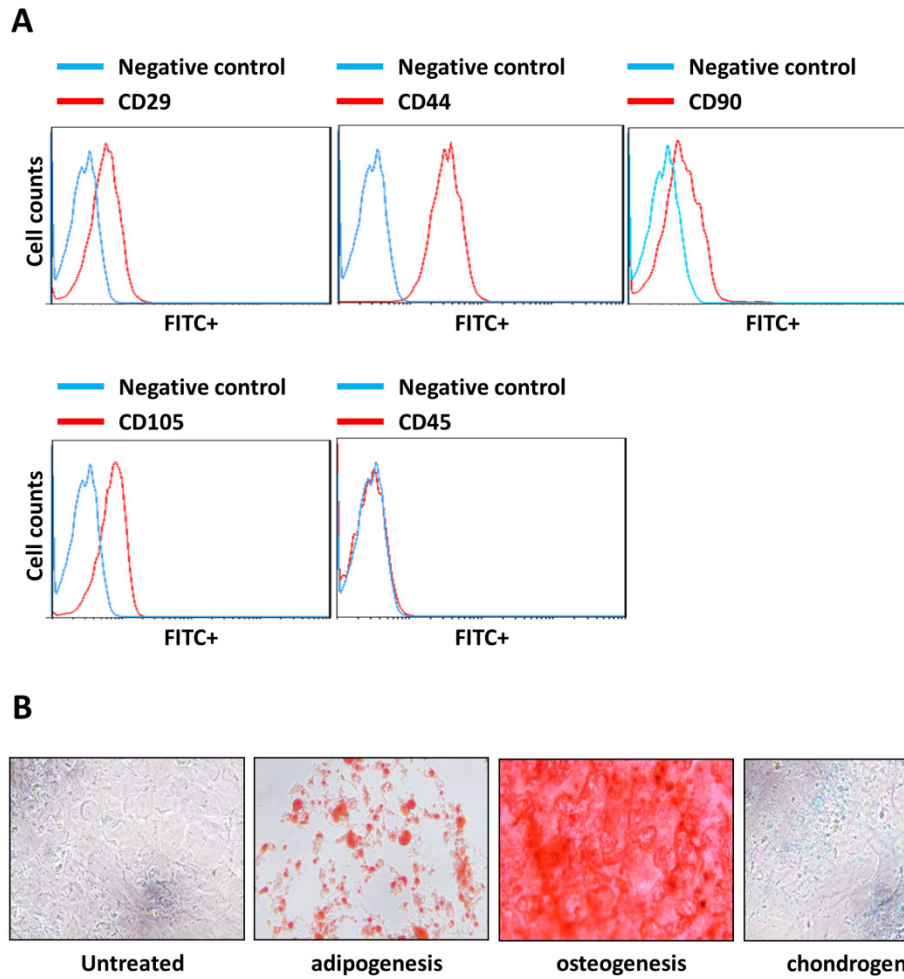 A
Negative control
CD29
Negative control
CD44
Negative control
CD90
Cell counts
FITC+
FITC+
FITC+
Negative control
CD105
Negative control
CD45
Cell counts
FITC+
FITC+
B
Untreated
adipogenesis
osteogenesis
chondrogen